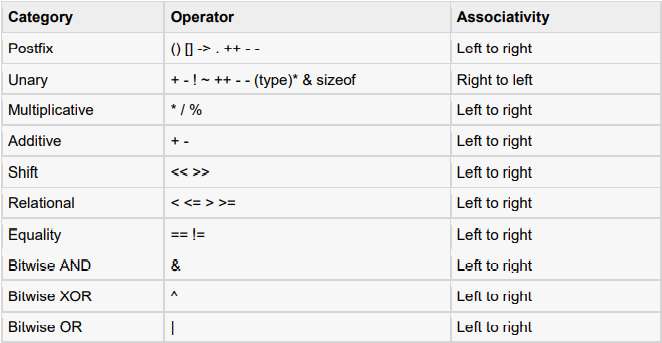 Category Operator Associativity
Postfix () [] -> . ++ - - Left to right
Unary + - ! ~ ++ - - (type)* & sizeof Right to left
Multiplicative * / % Left to right
Additive + - Left to right
Shift << >> Left to right
Relational < <= > >= Left to right
Equality == != Left to right
Bitwise AND & Left to right
Bitwise XOR ^ Left to right
Bitwise OR | Left to right